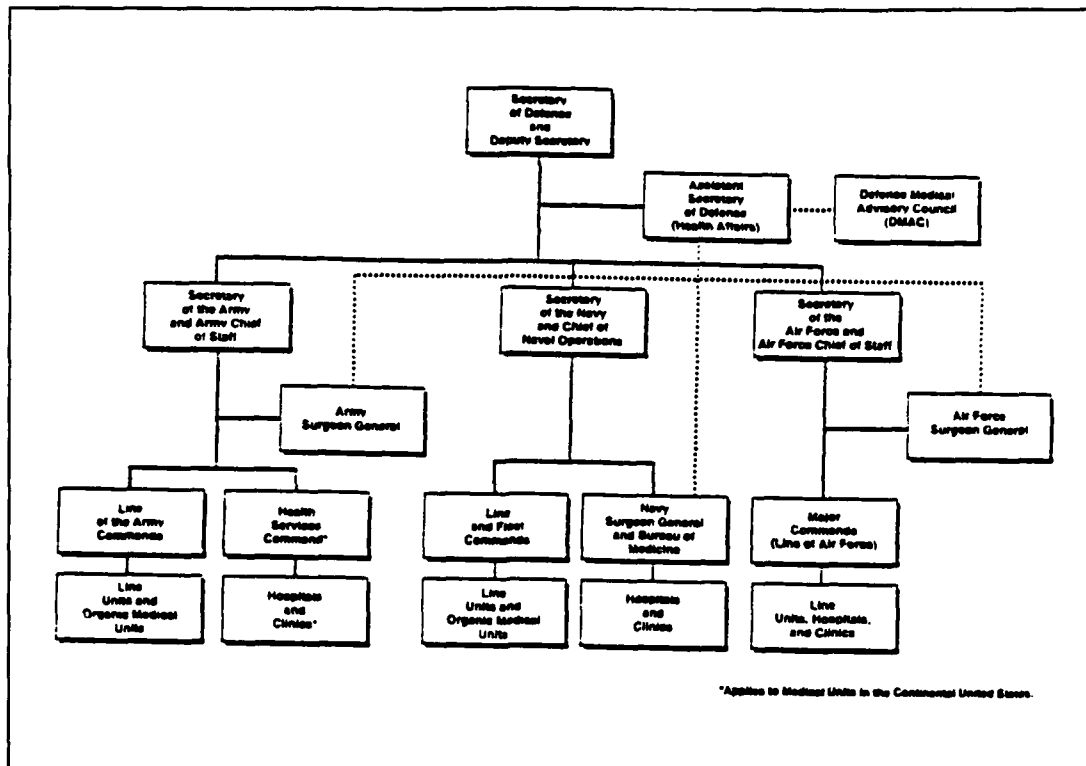 Secretary
of Defense
and
Deputy Secretary
Assistant
Secretary
of Defense
(Health Affairs)
Defense Medical
Advisory Council
(DMAC)
Secretary
of the Army
and Army Chief
of Staff
Secretary
of the Navy
and Chief of
Naval Operations
Secretary
of the
Air Force and
Air Force Chief of Staff
Army
Surgeon General
Air Force
Surgeon General
Line
of the Army
Commands
Health
Services
Command*
Line
and Fleet
Commands
Navy
Surgeon General
and Bureau of
Medicine
Major
Commands
(Line of Air Force)
Line
Units and
Organic Medical
Units
Hospitals
and
Clinics*
Line
Units and
Organic Medical
Units
Hospitals
and
Clinics
Line
Units, Hospitals,
and Clinics
*Applies to Medical Units in the Continental United States.